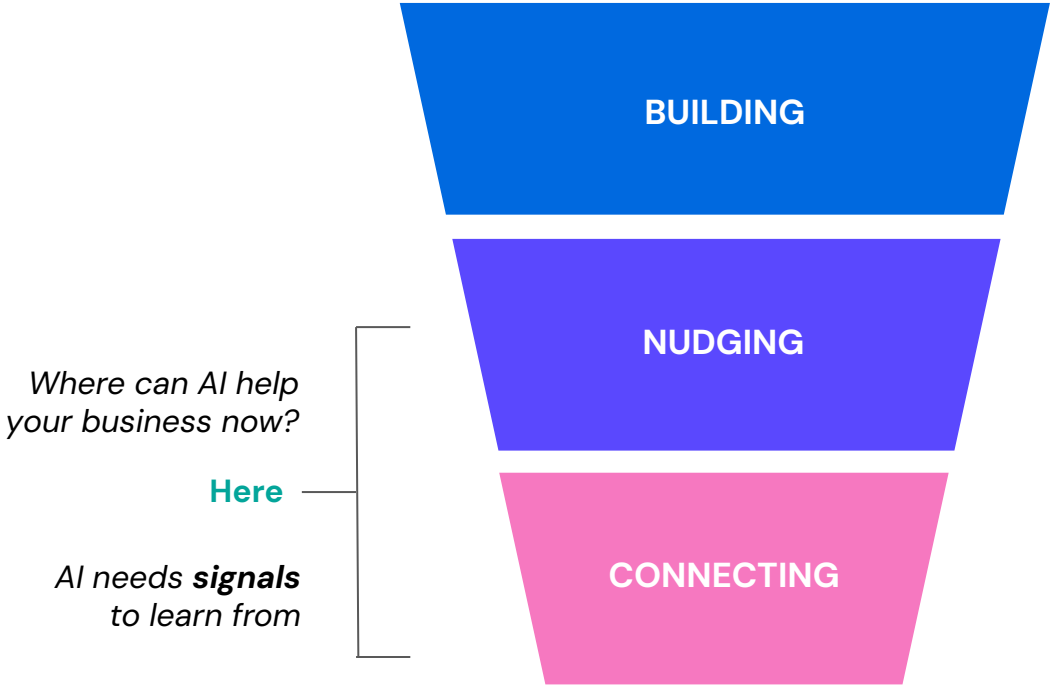 BUILDING
NUDGING
Where can AI help
your business now?
Here
AI needs signals
to learn from
CONNECTING